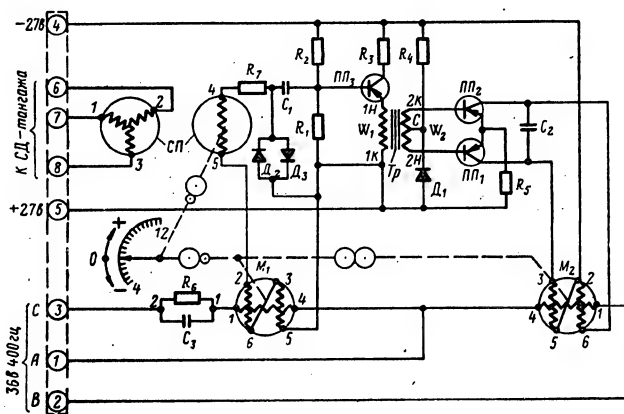 −27в 4
К СД-тангажа
6
7
8
+27в 5
36в 400гц
С 3
А 1
В 2
1 2 3
СП
4 5
R7
C1
R2
R1
Д2 Д3
R3
ПП3
R4
1Н
W1
1К
Тр
2К
С
W2
2Н
Д1
ПП2
ПП1
R5
C2
+
0
−
12
4
R6
2 1
C3
M1
2 3
1 4
6 5
M2
3 2
4 1
5 6